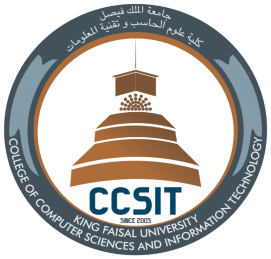 جامعة الملك فيصل
كلية علوم الحاسب و تقنية المعلومات
CCSIT
SINCE 2003
KING FAISAL UNIVERSITY
COLLEGE OF COMPUTER SCIENCES AND INFORMATION TECHNOLOGY